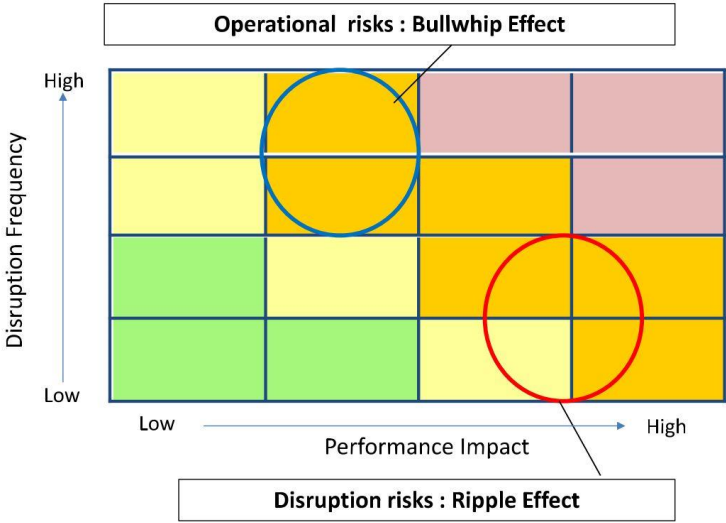 Operational risks : Bullwhip Effect
High
Disruption Frequency
Low
Low
High
Performance Impact
Disruption risks : Ripple Effect